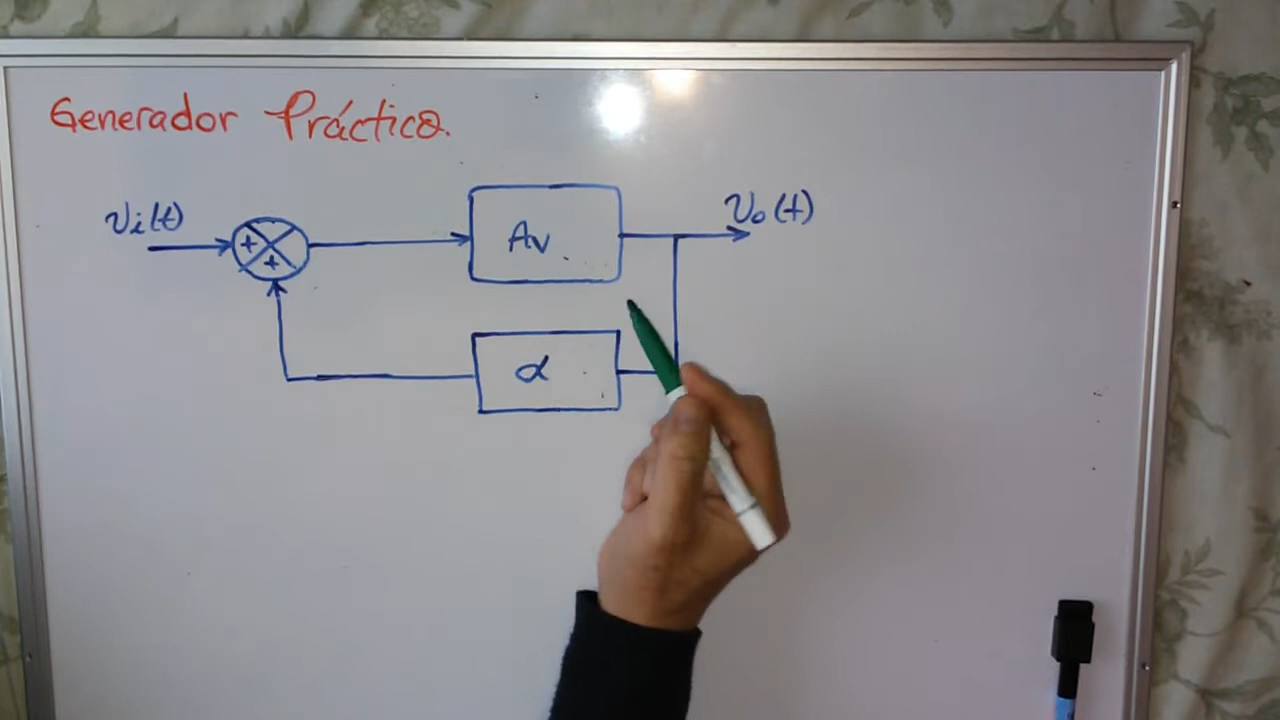 Generador Práctico.
Vi(t)
+
+
Av
Vo(t)
α